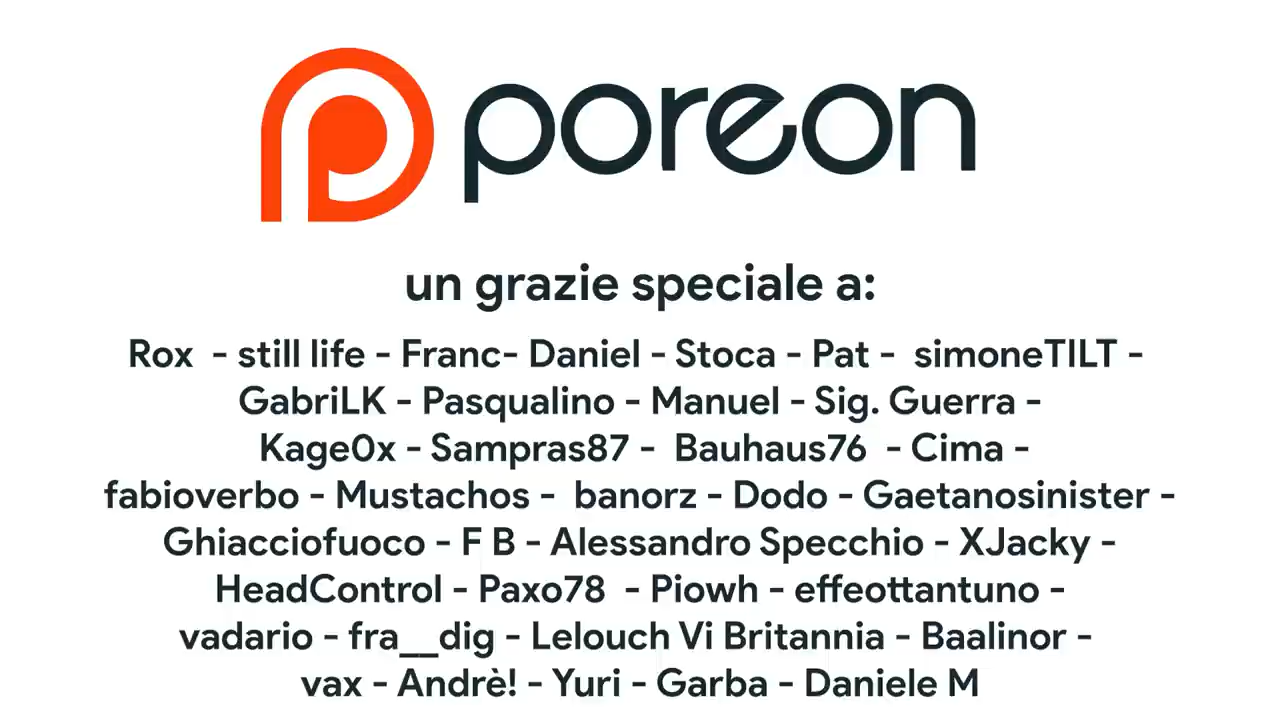 poreon
un grazie speciale a:
Rox - still life - Franc- Daniel - Stoca - Pat - simoneTILT -
GabriLK - Pasqualino - Manuel - Sig. Guerra -
Kage0x - Sampras87 - Bauhaus76 - Cima -
fabioverbo - Mustachos - banorz - Dodo - Gaetanosinister -
Ghiacciofuoco - F B - Alessandro Specchio - XJacky -
HeadControl - Paxo78 - Piowh - effeottantuno -
vadario - fra__dig - Lelouch Vi Britannia - Baalinor -
vax - Andrè! - Yuri - Garba - Daniele M